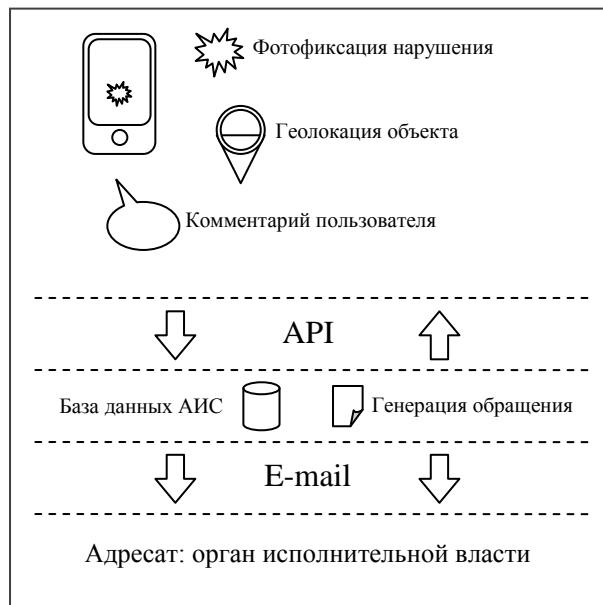 Фотофиксация нарушения
Геолокация объекта
Комментарий пользователя
API
База данных АИС
Генерация обращения
E-mail
Адресат: орган исполнительной власти